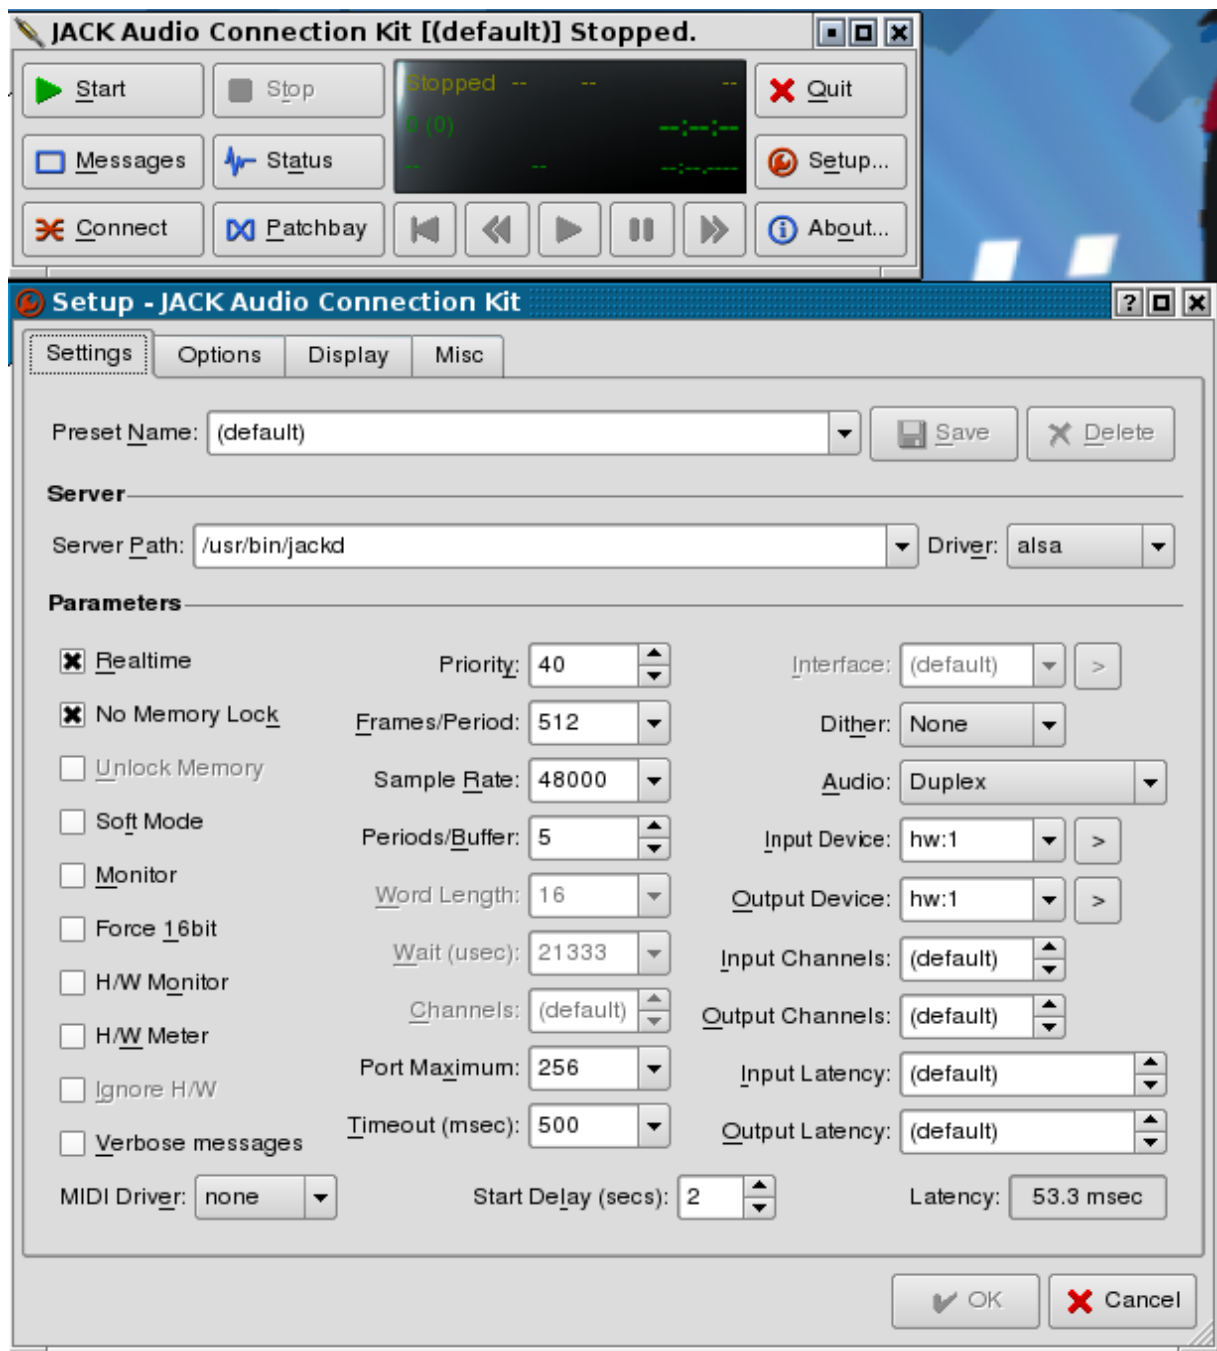 JACK Audio Connection Kit [(default)] Stopped.
Start Stop Stopped -- -- -- Quit
0 (0) --:--:--
Messages Status -- -- --:--.---- Setup...
Connect Patchbay About...
Setup - JACK Audio Connection Kit ?
Settings Options Display Misc
Preset Name: (default) Save Delete
Server
Server Path: /usr/bin/jackd Driver: alsa
Parameters
Realtime Priority: 40 Interface: (default) >
No Memory Lock Frames/Period: 512 Dither: None
Unlock Memory Sample Rate: 48000 Audio: Duplex
Soft Mode Periods/Buffer: 5 Input Device: hw:1 >
Monitor Word Length: 16 Output Device: hw:1 >
Force 16bit Wait (usec): 21333 Input Channels: (default)
H/W Monitor Channels: (default) Output Channels: (default)
H/W Meter Port Maximum: 256 Input Latency: (default)
Ignore H/W Timeout (msec): 500 Output Latency: (default)
Verbose messages
MIDI Driver: none Start Delay (secs): 2 Latency: 53.3 msec
OK Cancel